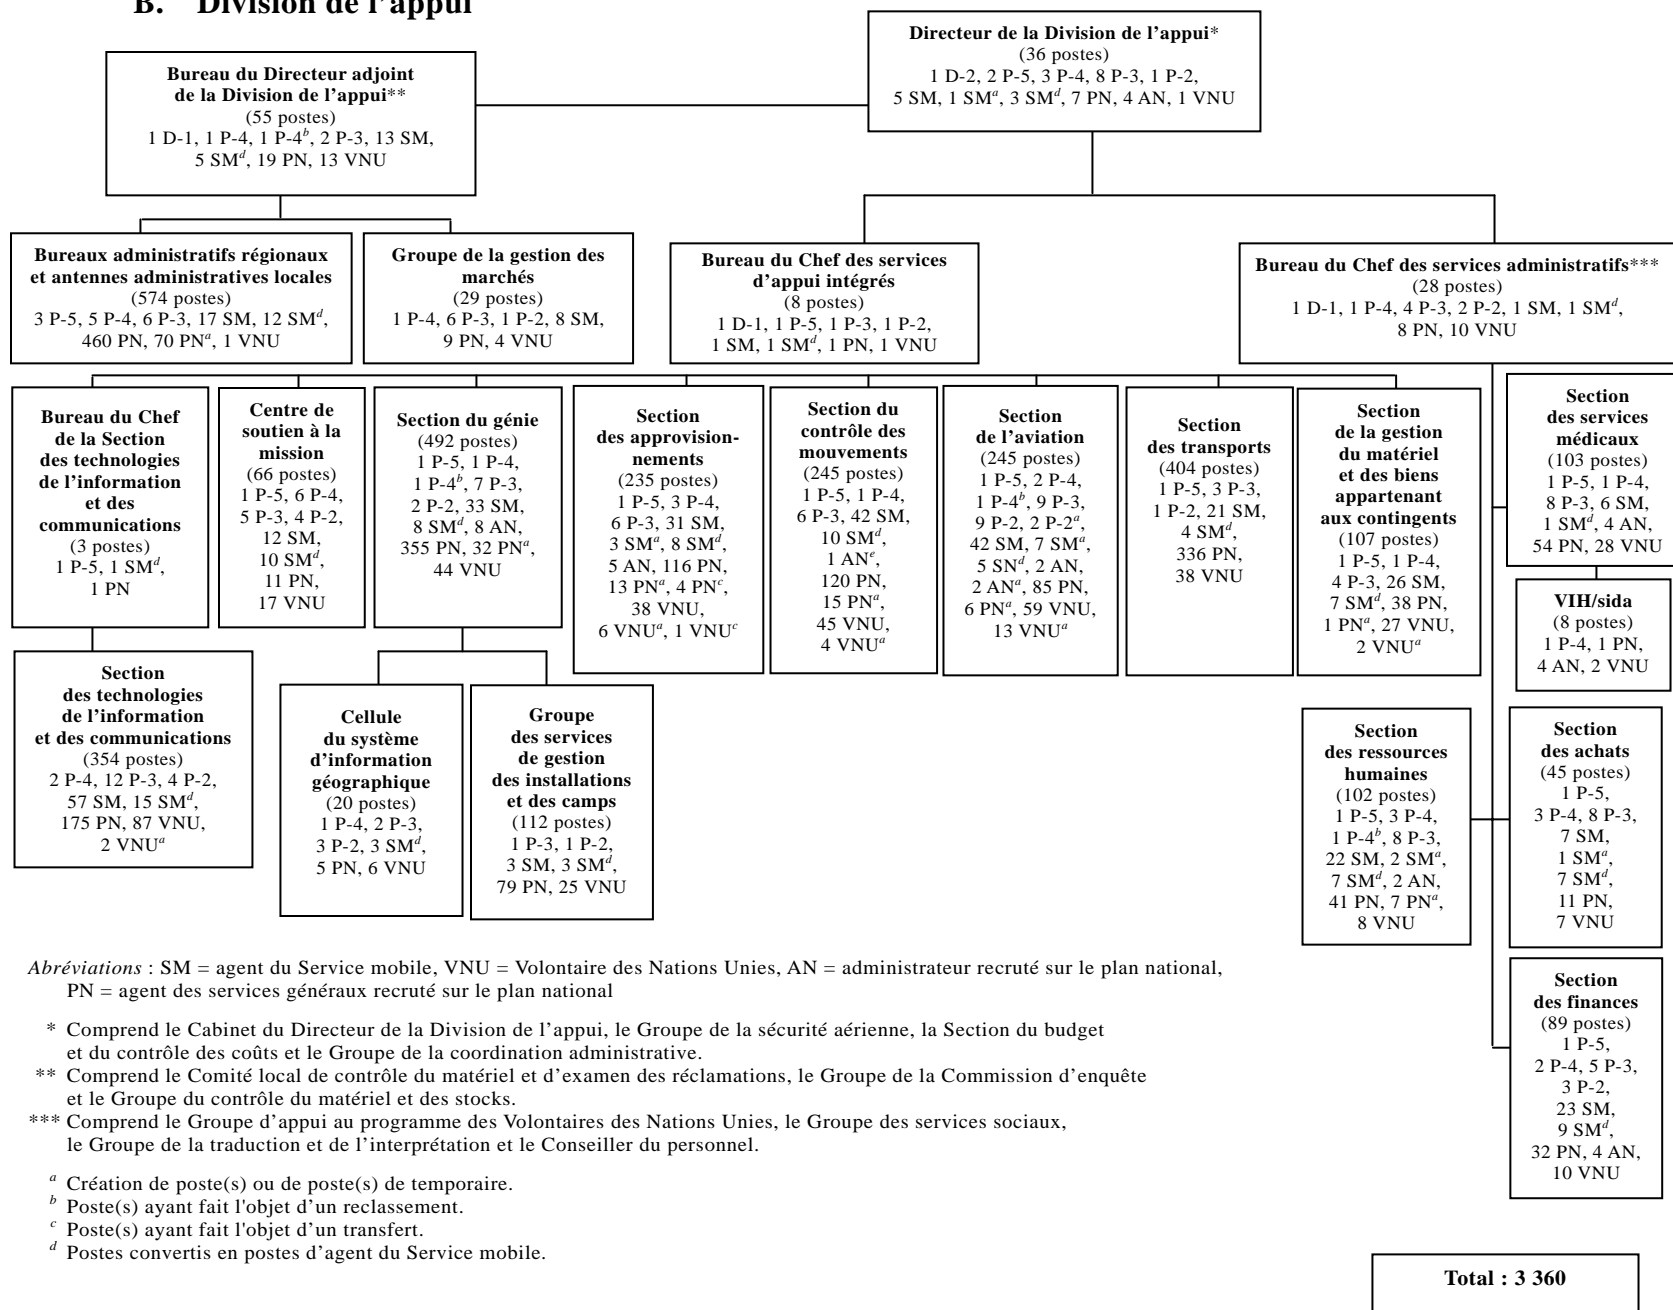 B. Division de l'appui
Directeur de la Division de l'appui*
(36 postes)
1 D-2, 2 P-5, 3 P-4, 8 P-3, 1 P-2,
5 SM, 1 SMa, 3 SMd, 7 PN, 4 AN, 1 VNU
Bureau du Directeur adjoint
de la Division de l'appui**
(55 postes)
1 D-1, 1 P-4, 1 P-4b, 2 P-3, 13 SM,
5 SMd, 19 PN, 13 VNU
Bureaux administratifs régionaux
et antennes administratives locales
(574 postes)
3 P-5, 5 P-4, 6 P-3, 17 SM, 12 SMd,
460 PN, 70 PNa, 1 VNU
Groupe de la gestion des
marchés
(29 postes)
1 P-4, 6 P-3, 1 P-2, 8 SM,
9 PN, 4 VNU
Bureau du Chef des services
d'appui intégrés
(8 postes)
1 D-1, 1 P-5, 1 P-3, 1 P-2,
1 SM, 1 SMd, 1 PN, 1 VNU
Bureau du Chef des services administratifs***
(28 postes)
1 D-1, 1 P-4, 4 P-3, 2 P-2, 1 SM, 1 SMd,
8 PN, 10 VNU
Bureau du Chef
de la Section
des technologies
de l'information
et des
communications
(3 postes)
1 P-5, 1 SMd,
1 PN
Centre de
soutien à la
mission
(66 postes)
1 P-5, 6 P-4,
5 P-3, 4 P-2,
12 SM,
10 SMd
11 PN,
17 VNU
Section du génie
(492 postes)
1 P-5, 1 P-4,
1 P-4b, 7 P-3,
2 P-2, 33 SM,
8 SMd, 8 AN,
355 PN, 32 PNa,
44 VNU
Section
des approvision-
nements
(235 postes)
1 P-5, 3 P-4,
6 P-3, 31 SM,
3 SMa, 8 SMd,
5 AN, 116 PN,
13 PNa, 4 PNc,
38 VNU,
6 VNUa, 1 VNUc
Section du
contrôle des
mouvements
(245 postes)
1 P-5, 1 P-4,
6 P-3, 42 SM,
10 SMd,
1 ANe,
120 PN,
15 PNa,
45 VNU,
4 VNUa
Section
de l'aviation
(245 postes)
1 P-5, 2 P-4,
1 P-4b, 9 P-3,
9 P-2, 2 P-2a,
42 SM, 7 SMa,
5 SNd, 2 AN,
2 ANa, 85 PN,
6 PNa, 59 VNU,
13 VNUa
Section
des transports
(404 postes)
1 P-5, 3 P-3,
1 P-2, 21 SM,
4 SMd,
336 PN,
38 VNU
Section
de la gestion
du matériel
et des biens
appartenant
aux contingents
(107 postes)
1 P-5, 1 P-4,
4 P-3, 26 SM,
7 SMd, 38 PN,
1 PNa, 27 VNU,
2 VNUa
Section
des services
médicaux
(103 postes)
1 P-5, 1 P-4,
8 P-3, 6 SM,
1 SMd, 4 AN,
54 PN, 28 VNU
VIH/sida
(8 postes)
1 P-4, 1 PN,
4 AN, 2 VNU
Section
des technologies
de l'information
et des communications
(354 postes)
2 P-4, 12 P-3, 4 P-2,
57 SM, 15 SMd,
175 PN, 87 VNU,
2 VNUa
Cellule
du système
d'information
géographique
(20 postes)
1 P-4, 2 P-3,
3 P-2, 3 SMd,
5 PN, 6 VNU
Groupe
des services
de gestion
des installations
et des camps
(112 postes)
1 P-3, 1 P-2,
3 SM, 3 SMd,
79 PN, 25 VNU
Section
des ressources
humaines
(102 postes)
1 P-5, 3 P-4,
1 P-4b, 8 P-3,
22 SM, 2 SMa,
7 SMd, 2 AN,
41 PN, 7 PNa,
8 VNU
Section
des achats
(45 postes)
1 P-5,
3 P-4, 8 P-3,
7 SM,
1 SMa,
7 SMd,
11 PN,
7 VNU
Section
des finances
(89 postes)
1 P-5,
2 P-4, 5 P-3,
3 P-2,
23 SM,
9 SMd,
32 PN, 4 AN,
10 VNU
Abréviations : SM = agent du Service mobile, VNU = Volontaire des Nations Unies, AN = administrateur recruté sur le plan national,
PN = agent des services généraux recruté sur le plan national
* Comprend le Cabinet du Directeur de la Division de l'appui, le Groupe de la sécurité aérienne, la Section du budget
et du contrôle des coûts et le Groupe de la coordination administrative.
** Comprend le Comité local de contrôle du matériel et d'examen des réclamations, le Groupe de la Commission d'enquête
et le Groupe du contrôle du matériel et des stocks.
*** Comprend le Groupe d'appui au programme des Volontaires des Nations Unies, le Groupe des services sociaux,
le Groupe de la traduction et de l'interprétation et le Conseiller du personnel.
a Création de poste(s) ou de poste(s) de temporaire.
b Poste(s) ayant fait l'objet d'un reclassement.
c Poste(s) ayant fait l'objet d'un transfert.
d Postes convertis en postes d'agent du Service mobile.
Total : 3 360